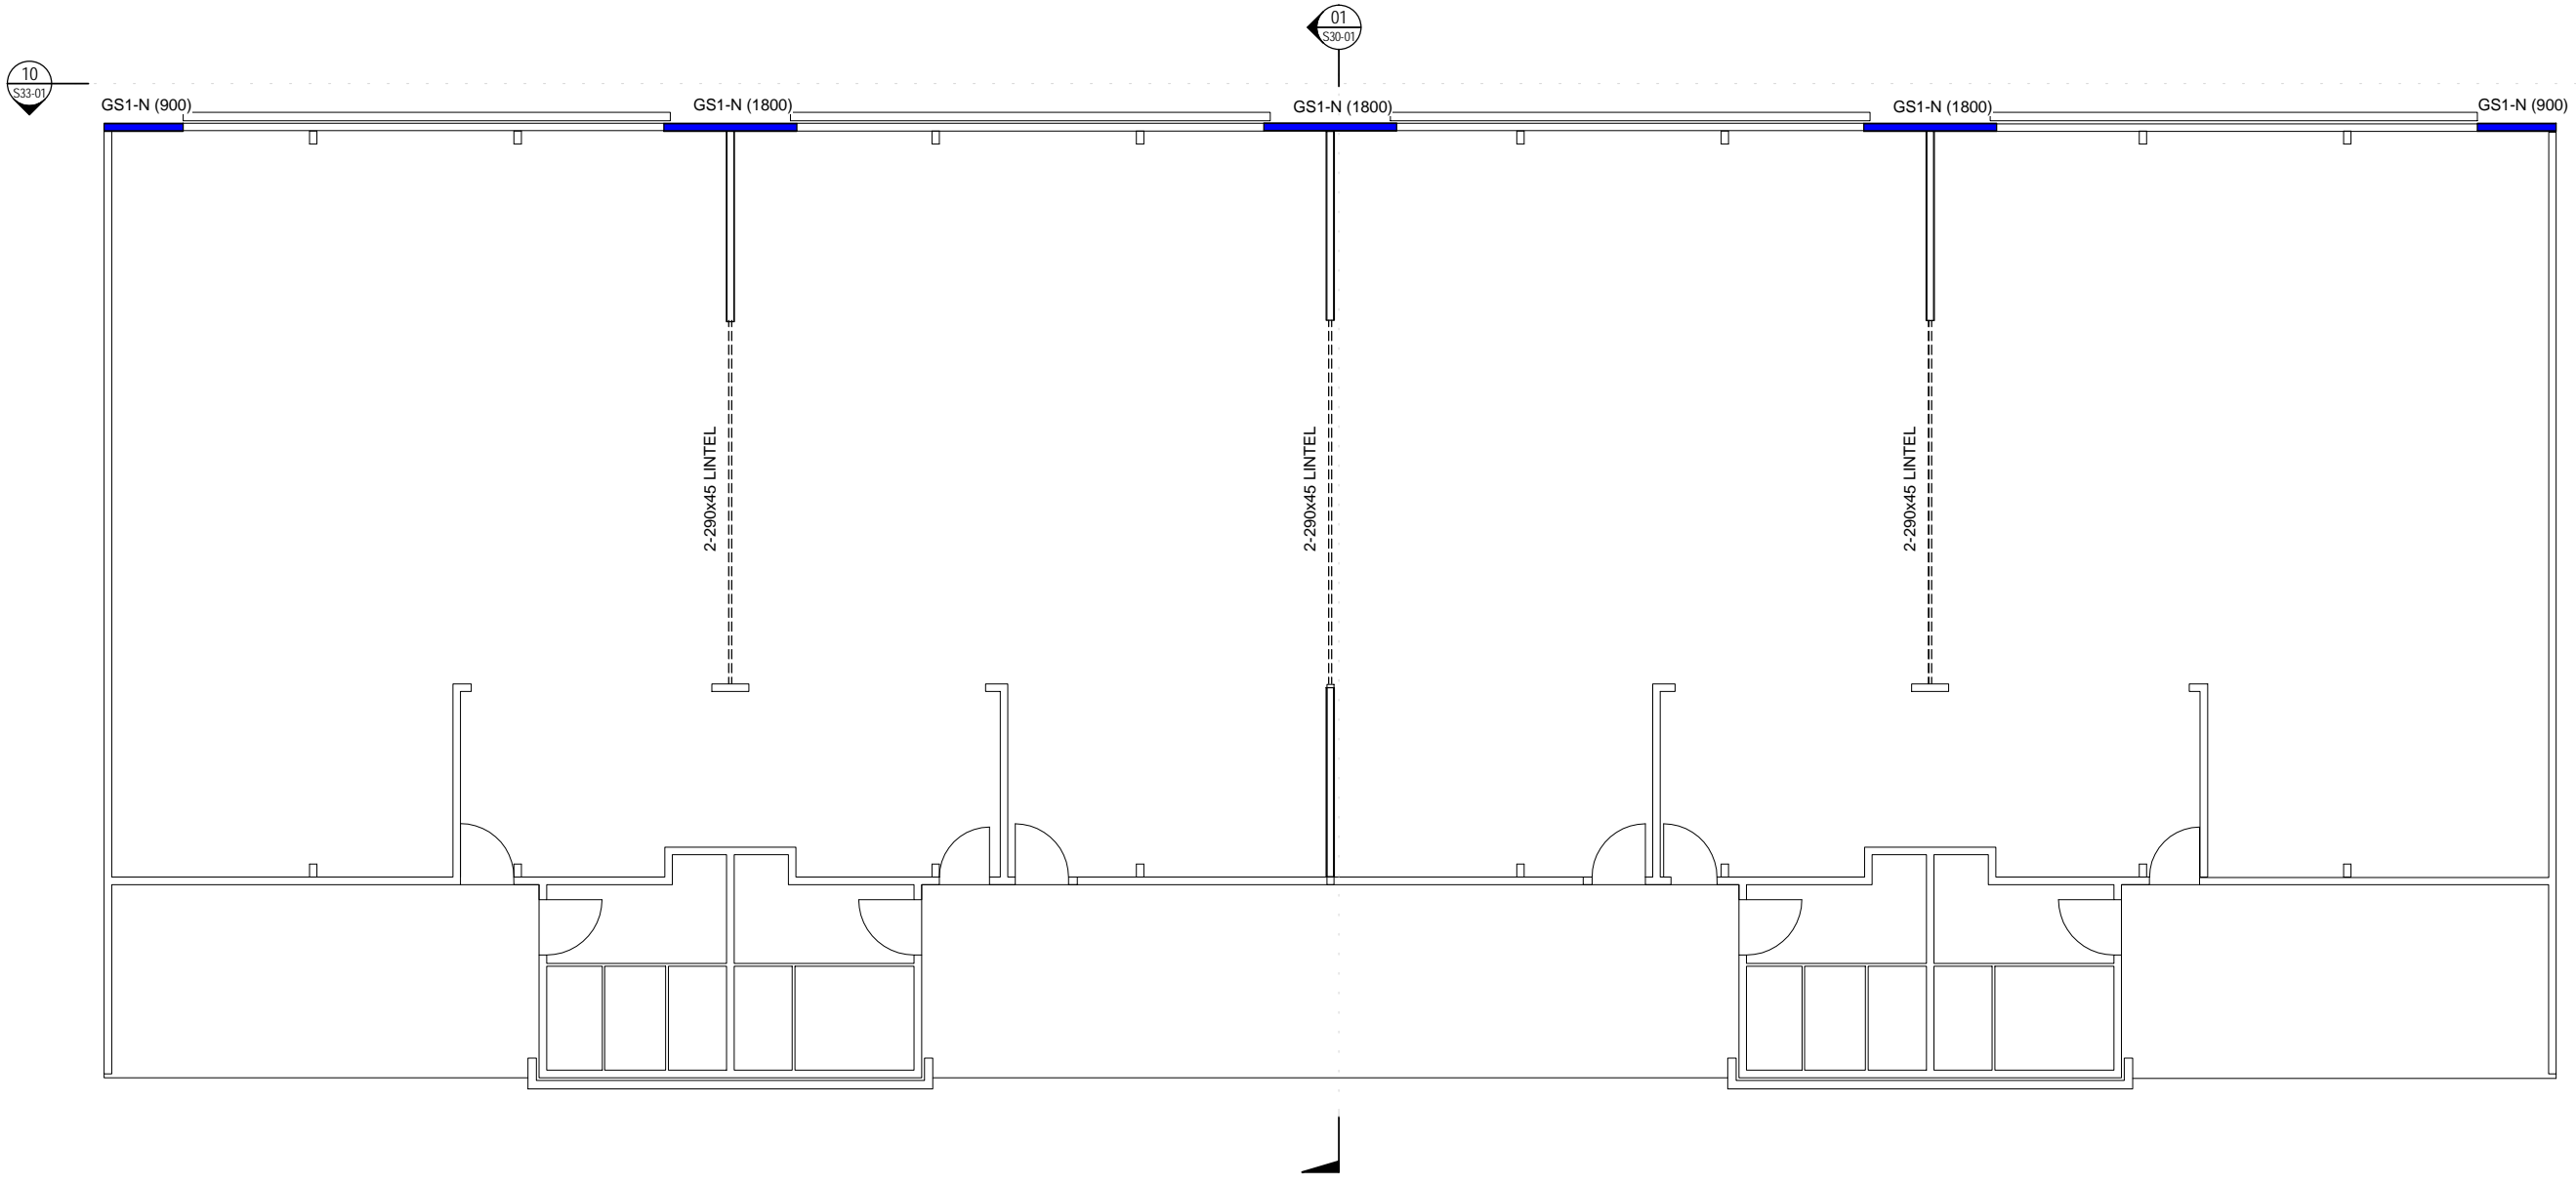 01
S30-01
10
S33-01
GS1-N (900)
GS1-N (1800)
GS1-N (1800)
GS1-N (1800)
GS1-N (900)
2-290x45 LINTEL
2-290x45 LINTEL
2-290x45 LINTEL